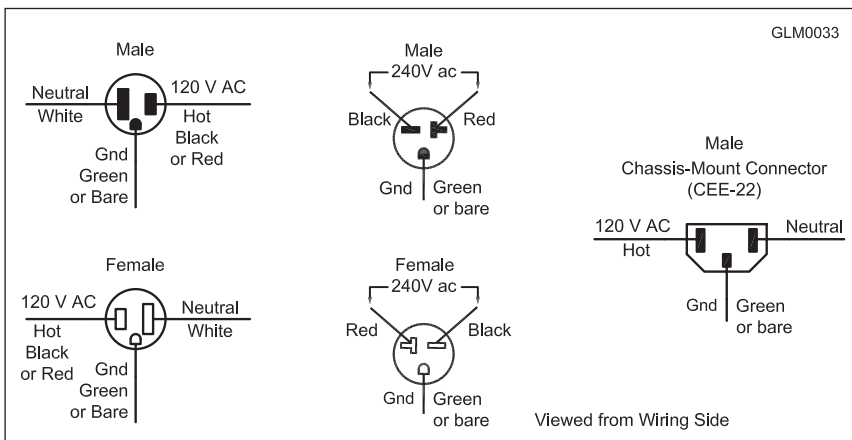 GLM0033
Male
Neutral
White
120 V AC
Hot
Black
or Red
Gnd
Green
or Bare
Male
240V ac
Black
Red
Gnd
Green
or bare
Male
Chassis-Mount Connector
(CEE-22)
120 V AC
Hot
Neutral
Gnd
Green
or bare
Female
120 V AC
Hot
Black
or Red
Neutral
White
Gnd
Green
or Bare
Female
240V ac
Red
Black
Gnd
Green
or bare
Viewed from Wiring Side